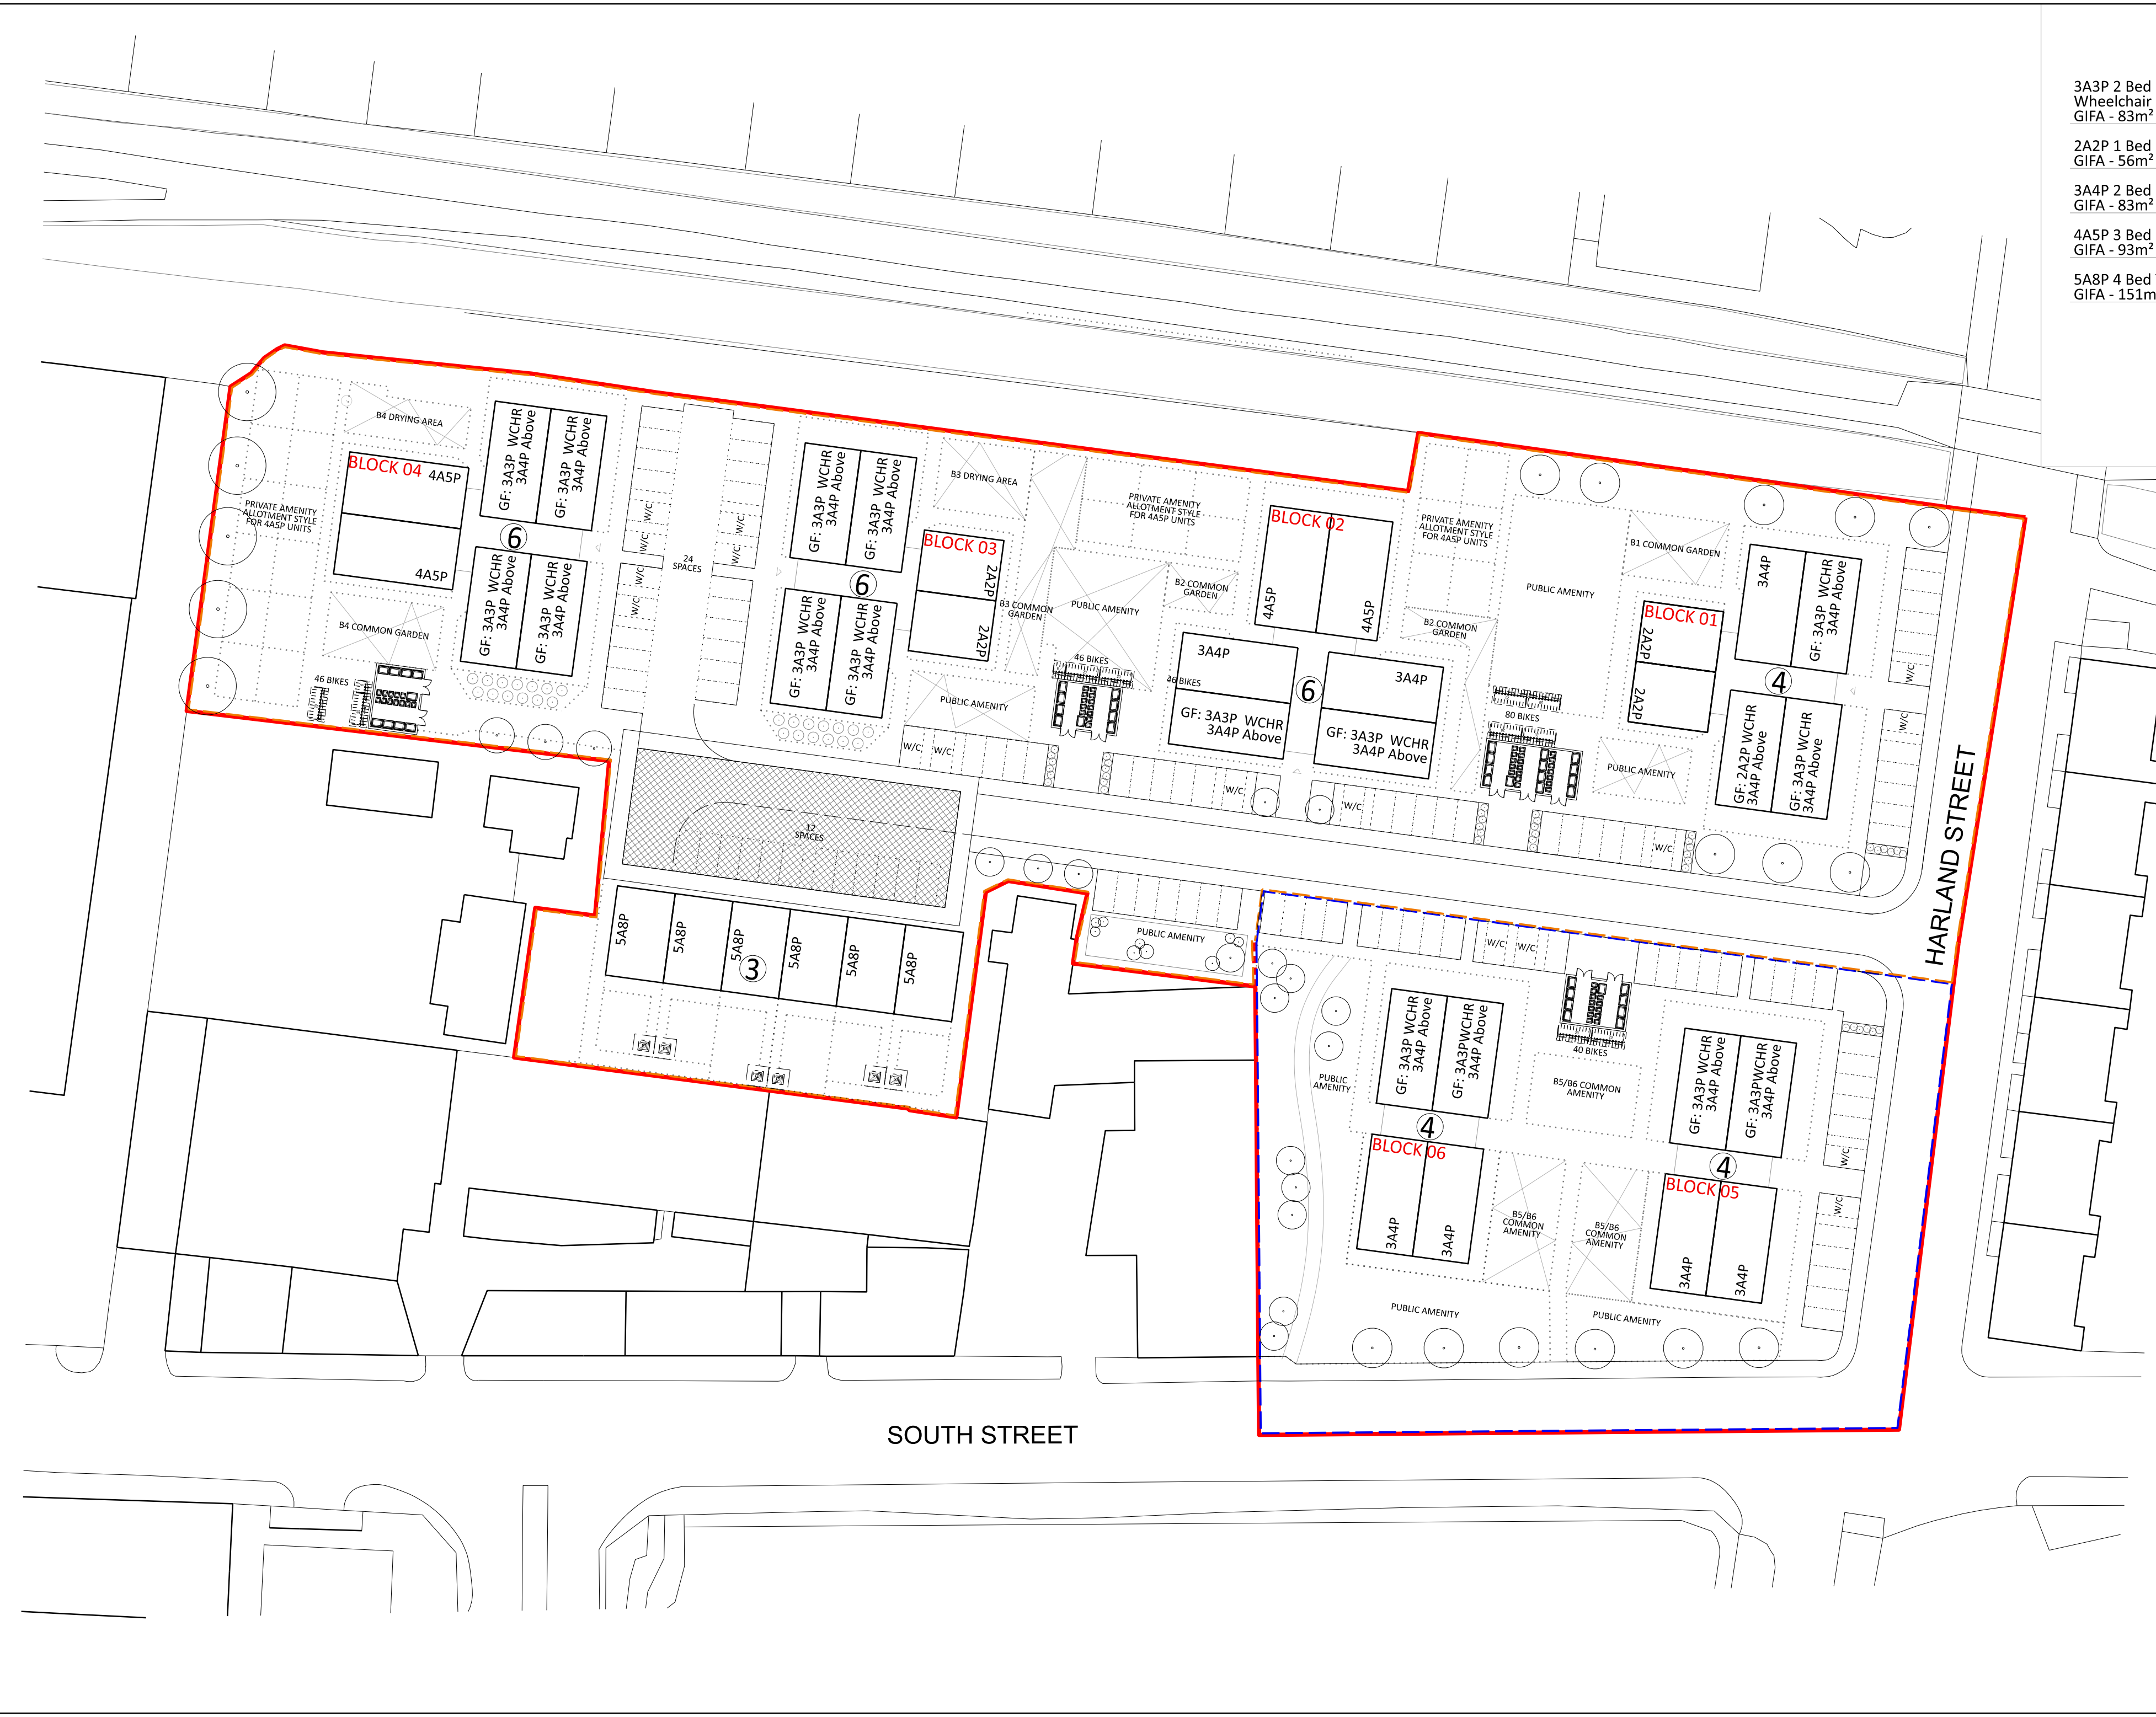 3A3P 2 Bed
Wheelchair
GIFA - 83m²
2A2P 1 Bed
GIFA - 56m²
3A4P 2 Bed
GIFA - 83m²
4A5P 3 Bed
GIFA - 93m²
5A8P 4 Bed
GIFA - 151m
B4 DRYING AREA
BLOCK 04
4A5P
4A5P
PRIVATE AMENITY
ALLOTMENT STYLE
FOR 4A5P UNITS
B4 COMMON GARDEN
46 BIKES
GF: 3A3P WCHR
3A4P Above
GF: 3A3P WCHR
3A4P Above
6
GF: 3A3P WCHR
3A4P Above
GF: 3A3P WCHR
3A4P Above
W/C
W/C
W/C
W/C
24
SPACES
W/C
W/C
GF: 3A3P WCHR
3A4P Above
GF: 3A3P WCHR
3A4P Above
6
GF: 3A3P WCHR
3A4P Above
GF: 3A3P WCHR
3A4P Above
B3 DRYING AREA
BLOCK 03
2A2P
2A2P
B3 COMMON
GARDEN
PUBLIC AMENITY
W/C
W/C
PRIVATE AMENITY
ALLOTMENT STYLE
FOR 4A5P UNITS
PUBLIC AMENITY
46 BIKES
B2 COMMON
GARDEN
46 BIKES
BLOCK 02
4A5P
4A5P
3A4P
GF: 3A3P WCHR
3A4P Above
6
3A4P
GF: 3A3P WCHR
3A4P Above
W/C
W/C
PRIVATE AMENITY
ALLOTMENT STYLE
FOR 4A5P UNITS
B2 COMMON
GARDEN
PUBLIC AMENITY
80 BIKES
B1 COMMON GARDEN
BLOCK 01
2A2P
2A2P
PUBLIC AMENITY
W/C
3A4P
GF: 3A3P WCHR
3A4P Above
4
GF: 2A2P WCHR
3A4P Above
GF: 3A3P WCHR
3A4P Above
W/C
W/C
HARLAND STREET
12
SPACES
5A8P
5A8P
5A8P
5A8P
5A8P
5A8P
3
PUBLIC AMENITY
W/C
W/C
PUBLIC
AMENITY
GF: 3A3P WCHR
3A4P Above
GF: 3A3PWCHR
3A4P Above
4
BLOCK 06
3A4P
3A4P
40 BIKES
B5/B6 COMMON
AMENITY
B5/B6
COMMON
AMENITY
B5/B6
COMMON
AMENITY
GF: 3A3P WCHR
3A4P Above
GF: 3A3PWCHR
3A4P Above
4
BLOCK 05
3A4P
3A4P
W/C
W/C
PUBLIC AMENITY
PUBLIC AMENITY
SOUTH STREET